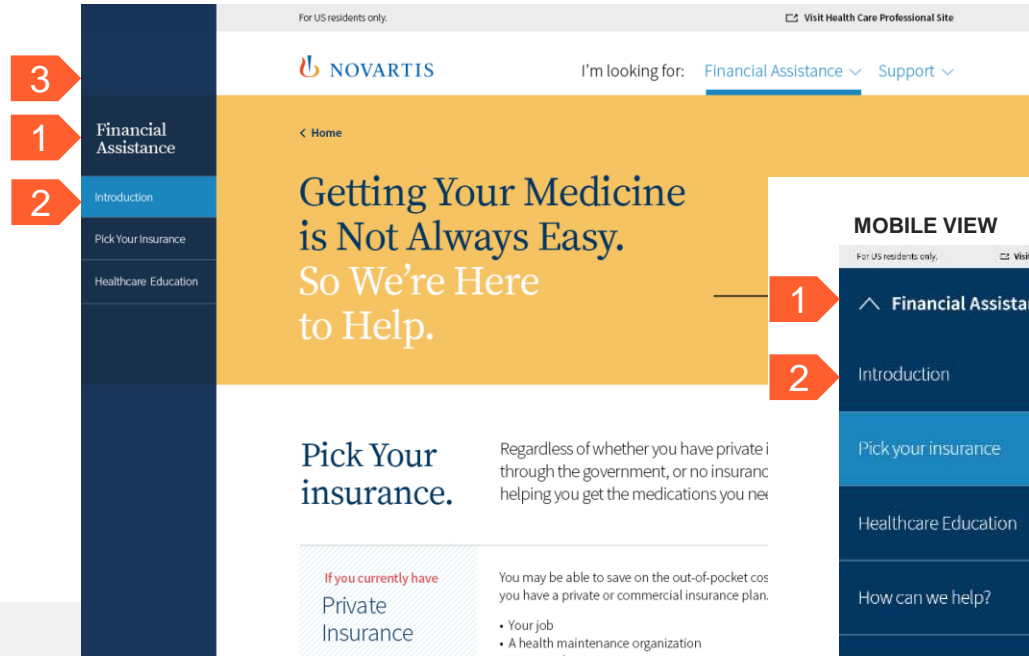 For US residents only.
Visit Health Care Professional Site
NOVARTIS
I'm looking for: Financial Assistance Support
3
1
Financial
Assistance
2
Introduction
Pick Your Insurance
Healthcare Education
Home
Getting Your Medicine
is Not Always Easy.
So We're Here
to Help.
Pick Your
insurance.
Regardless of whether you have private
through the government, or no
helping you get the medications you
If you currently have
Private
Insurance
You may be able to save on the out-of-pocket
you have a private or commercial insurance plan.
• Your job
• A health maintenance organization
MOBILE VIEW
For US residents only.
1
Financial
2
Introduction
Pick your insurance
Healthcare Education
How can we help?